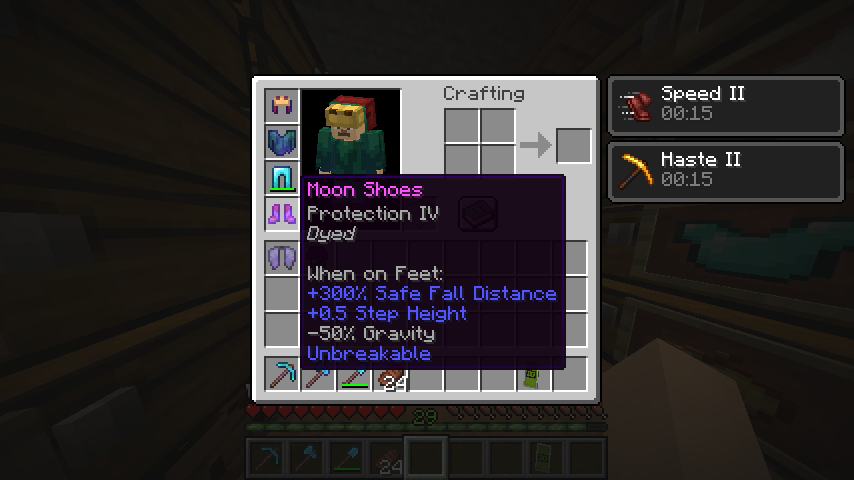 Crafting
Speed II
00:15
Haste II
00:15
Moon Shoes
Protection IV
Dyed
When on Feet:
+300% Safe Fall Distance
+0.5 Step Height
-50% Gravity
Unbreakable
24
29
24